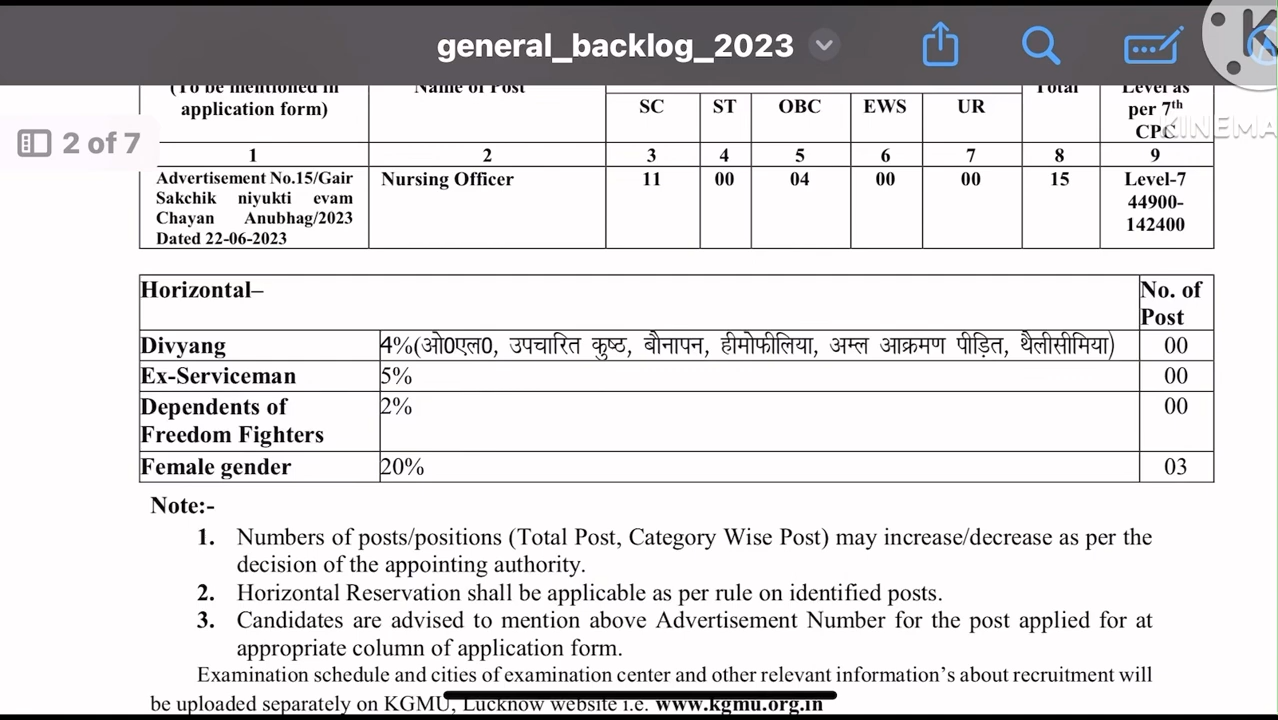 general_backlog_2023
K
(To be mentioned in
application form)
Name of Post
SC
ST
OBC
EWS
UR
Total
Level as
per 7th
CPC
KINEMA
2 of 7
1
2
3
4
5
6
7
8
9
Advertisement No.15/Gair
Sakchik niyukti evam
Chayan Anubhag/2023
Dated 22-06-2023
Nursing Officer
11
00
04
00
00
15
Level-7
44900-
142400
Horizontal–
No. of
Post
Divyang 4%(ओ0एल0, उपचारित कुष्ठ, बौनापन, हीमोफीलिया, अम्ल आक्रमण पीड़ित, थैलीसीमिया) 00
Ex-Serviceman 5% 00
Dependents of 2% 00
Freedom Fighters
Female gender 20% 03
Note:-
1. Numbers of posts/positions (Total Post, Category Wise Post) may increase/decrease as per the
decision of the appointing authority.
2. Horizontal Reservation shall be applicable as per rule on identified posts.
3. Candidates are advised to mention above Advertisement Number for the post applied for at
appropriate column of application form.
Examination schedule and cities of examination center and other relevant information's about recruitment will
be uploaded separately on KGMU, Lucknow website i.e. www.kgmu.org.in